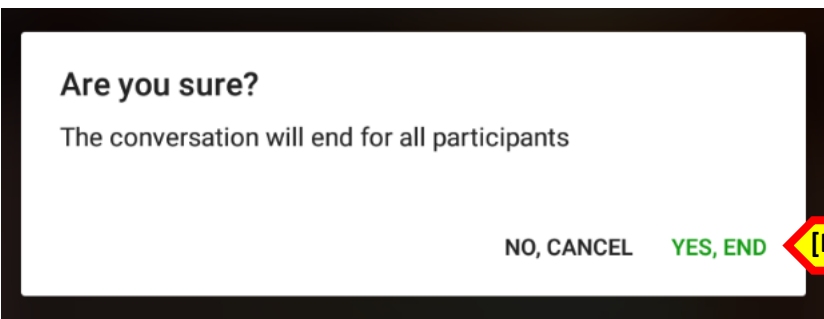 Are you sure?
The conversation will end for all participants
NO, CANCEL YES, END